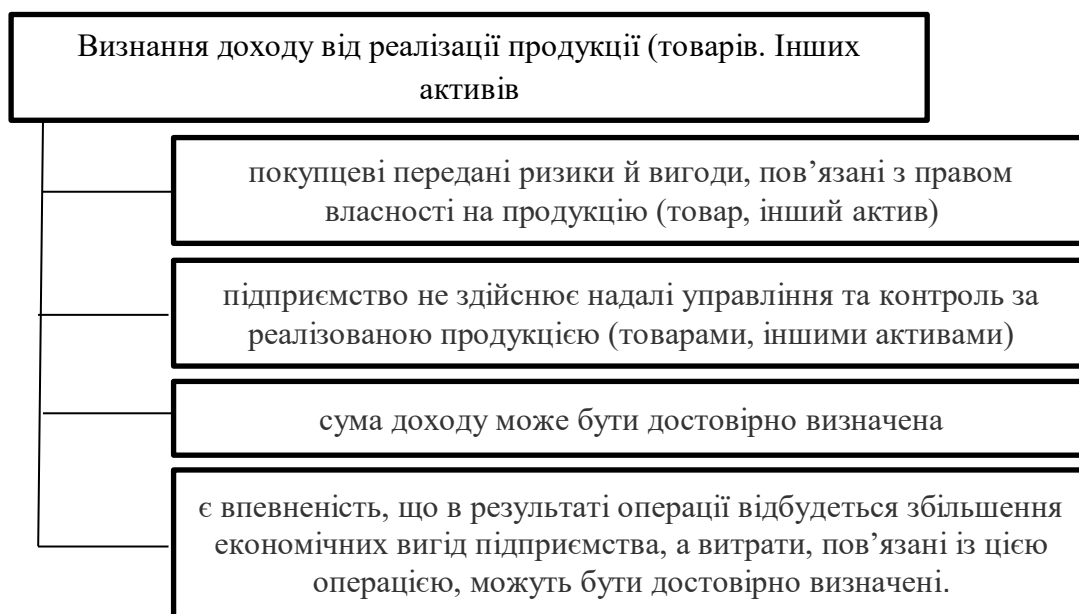 Визнання доходу від реалізації продукції (товарів. Інших
активів
покупцеві передані ризики й вигоди, пов’язані з правом
власності на продукцію (товар, інший актив)
підприємство не здійснює надалі управління та контроль за
реалізованою продукцією (товарами, іншими активами)
сума доходу може бути достовірно визначена
є впевненість, що в результаті операції відбудеться збільшення
економічних вигід підприємства, а витрати, пов’язані із цією
операцією, можуть бути достовірно визначені.